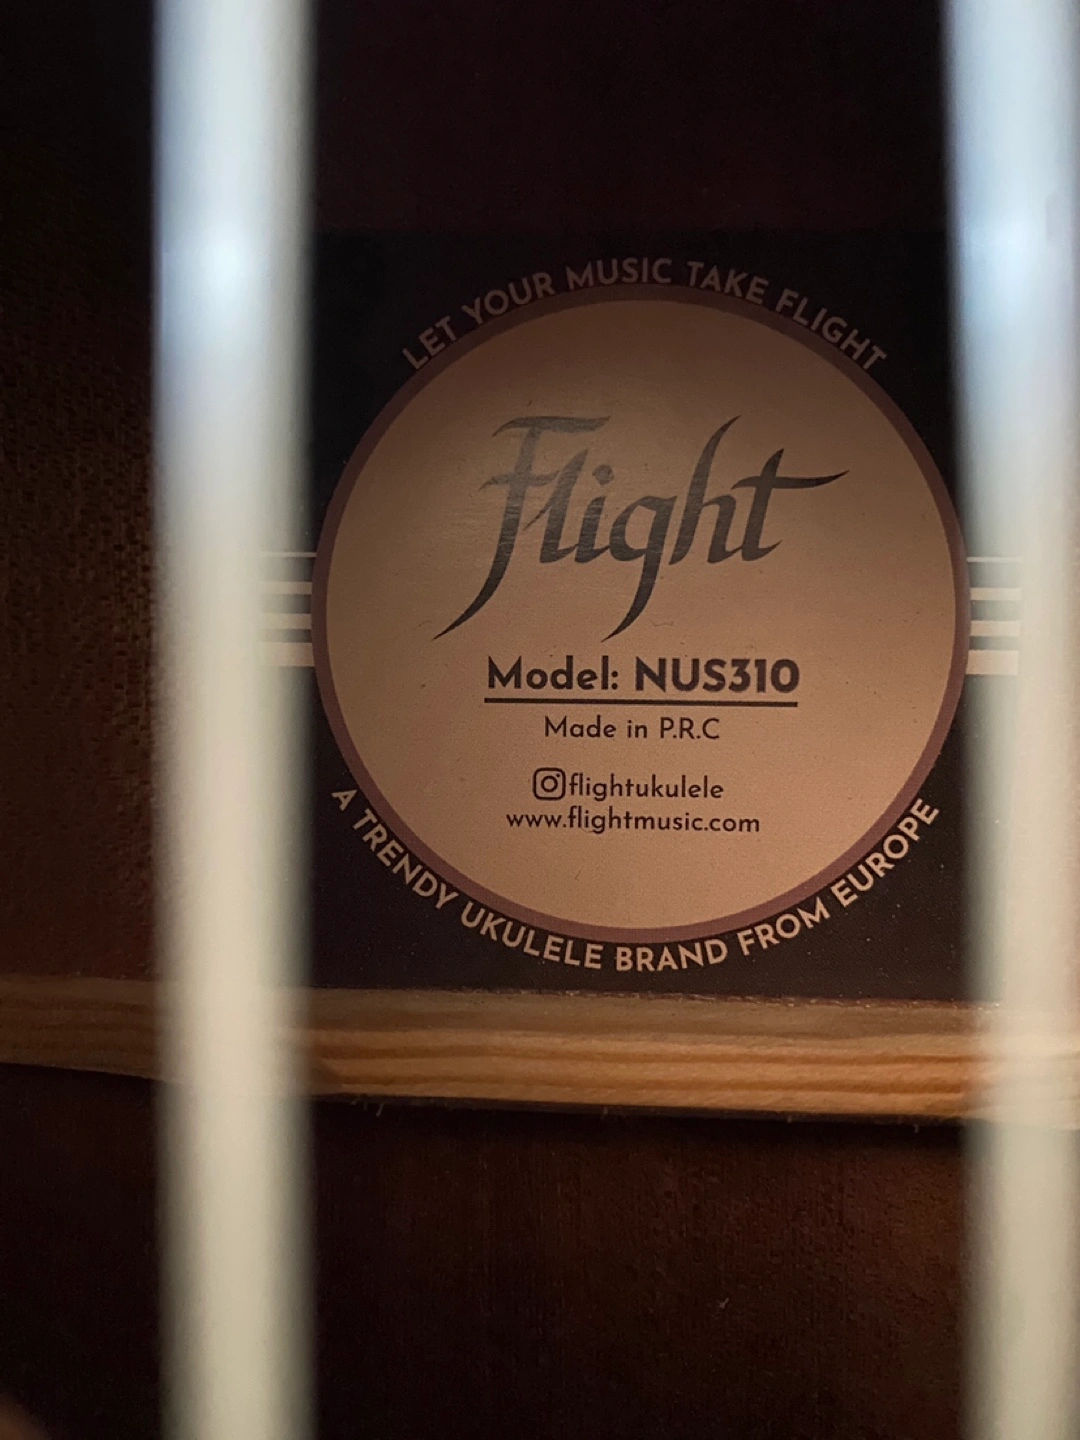 LET YOUR MUSIC TAKE FLIGHT
Flight
Model: NUS310
Made in P.R.C
flightukulele
www.flightmusic.com
A TRENDY UKULELE BRAND FROM EUROPE